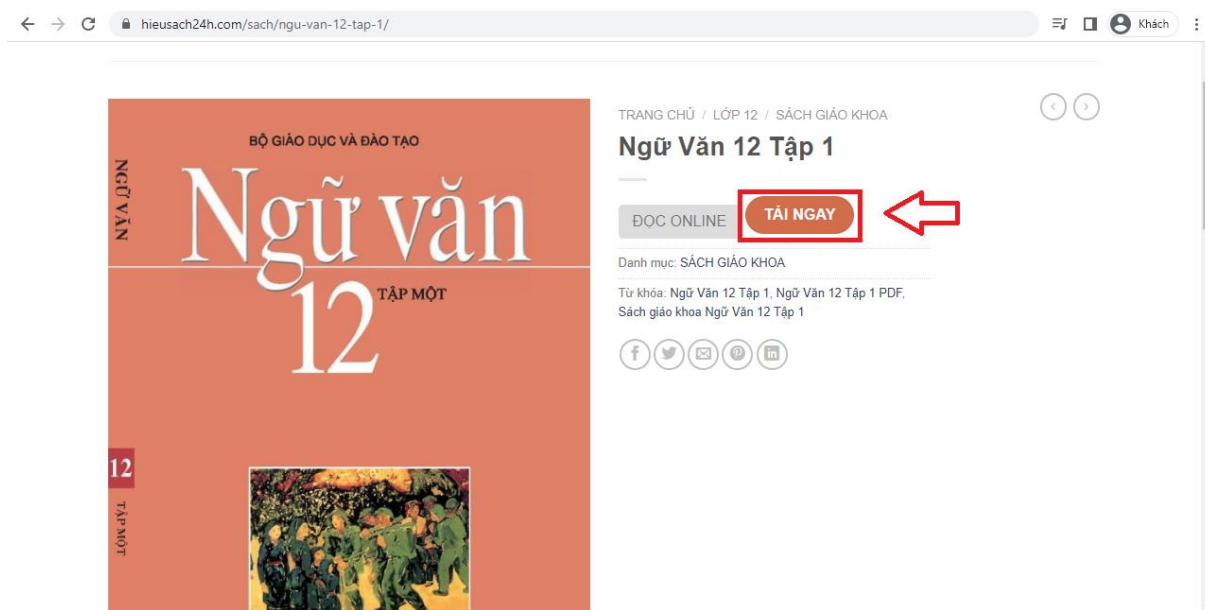 hieusach24h.com/sach/ngu-van-12-tap-1/
Khách
BỘ GIÁO DỤC VÀ ĐÀO TẠO
NGỮ VĂN
Ngữ văn
12
TẬP MỘT
12
TẬP MỘT
TRANG CHỦ / LỚP 12 / SÁCH GIÁO KHOA
Ngữ Văn 12 Tập 1
ĐỌC ONLINE
TẢI NGAY
Danh mục: SÁCH GIÁO KHOA
Từ khóa: Ngữ Văn 12 Tập 1, Ngữ Văn 12 Tập 1 PDF,
Sách giáo khoa Ngữ Văn 12 Tập 1